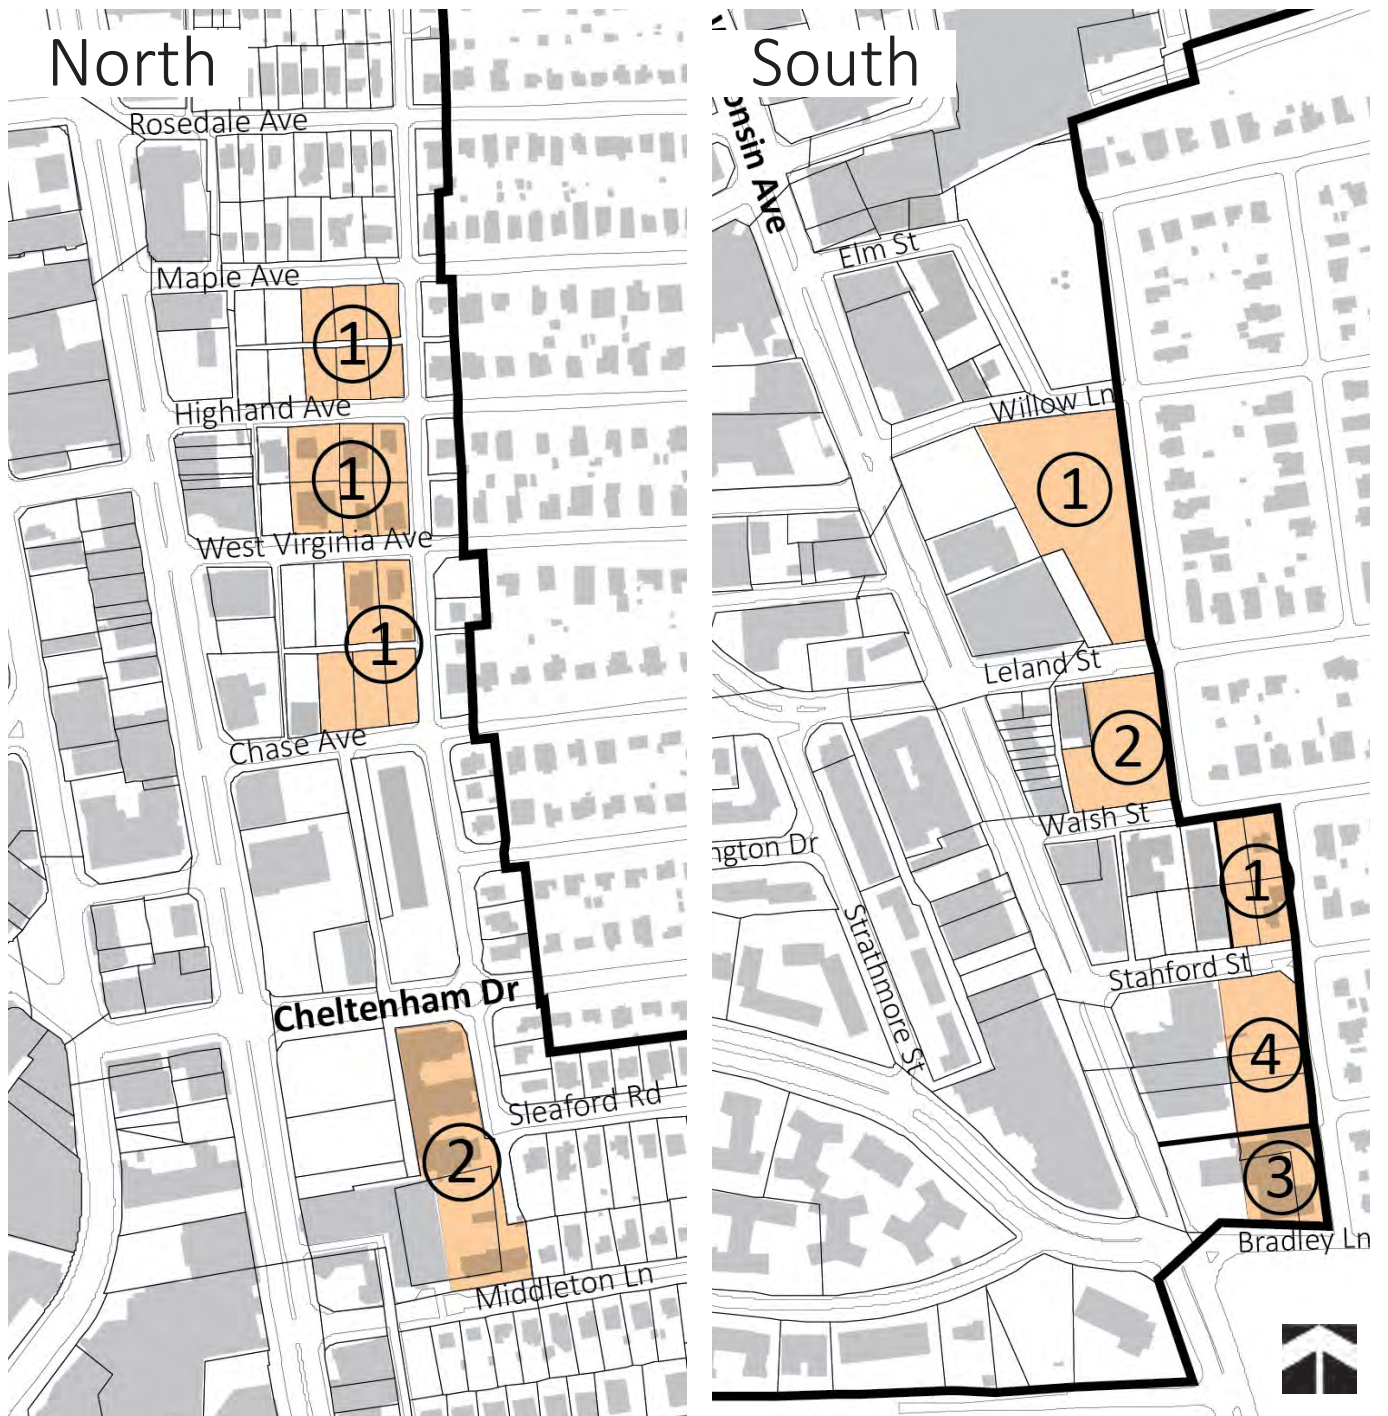 North
Rosedale Ave
Maple Ave
1
Highland Ave
1
West Virginia Ave
1
Chase Ave
Cheltenham Dr
Sleaford Rd
2
Middleton Ln
South
onsin Ave
Elm St
Willow Ln
1
Leland St
2
Walsh St
ngton Dr
1
Strathmore St
Stanford St
4
3
Bradley Ln